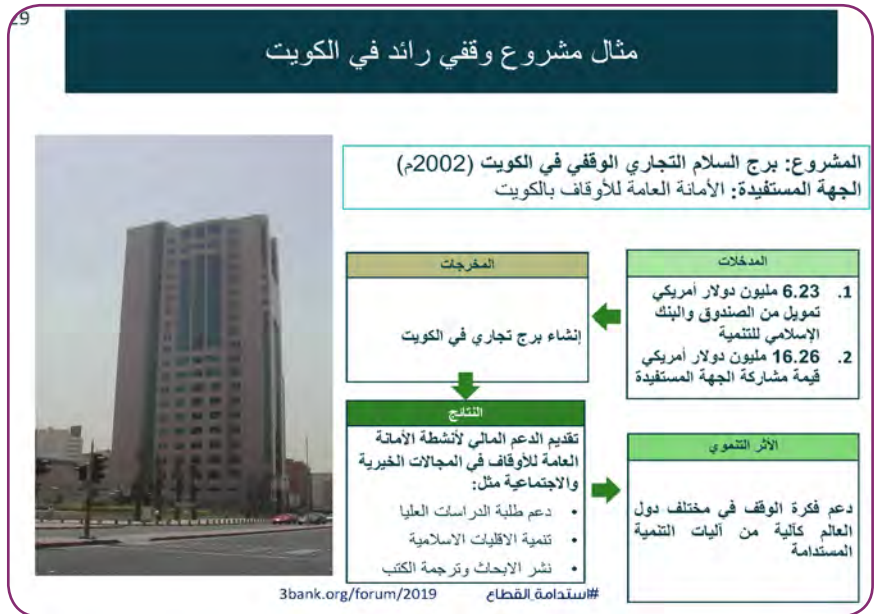 29
مثال مشروع وقفي رائد في الكويت
المشروع: برج السلام التجاري الوقفي في الكويت (2002م)
الجهة المستفيدة: الأمانة العامة للأوقاف بالكويت
المدخلات
1. 6.23 مليون دولار أمريكي
تمويل من الصندوق والبنك
الإسلامي للتنمية
2. 16.26 مليون دولار أمريكي
قيمة مشاركة الجهة المستفيدة
المخرجات
إنشاء برج تجاري في الكويت
النتائج
تقديم الدعم المالي لأنشطة الأمانة
العامة للأوقاف في المجالات الخيرية
والاجتماعية مثل:
• دعم طلبة الدراسات العليا
• تنمية الاقليات الاسلامية
• نشر الابحاث وترجمة الكتب
الأثر التنموي
دعم فكرة الوقف في مختلف دول
العالم كآلية من آليات التنمية
المستدامة
#استدامة_القطاع
3bank.org/forum/2019